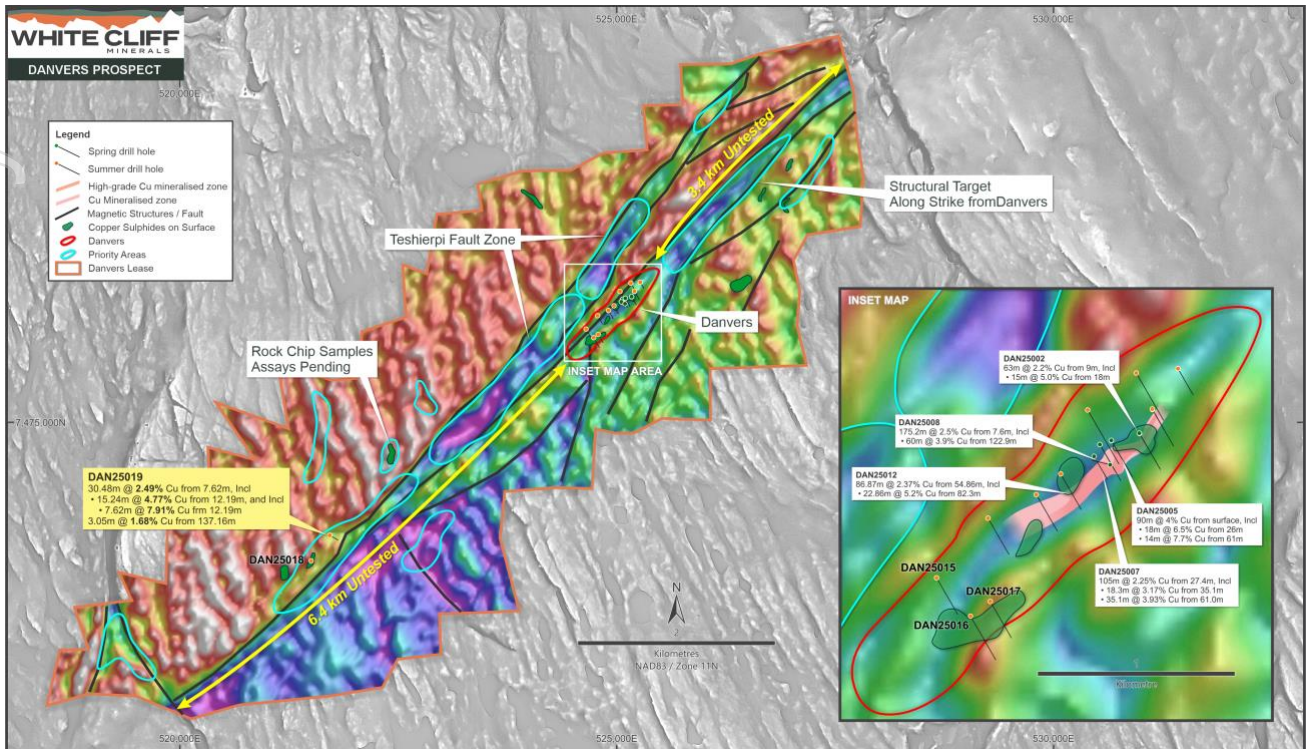 WHITE CLIFF
MINERALS
DANVERS PROSPECT
520,000E
525,000E
530,000E
Legend
Spring drill hole
Summer drill hole
High-grade Cu mineralised zone
Cu Mineralised zone
Magnetic Structures / Fault
Copper Sulphides on Surface
Danvers
Priority Areas
Danvers Lease
3.4 km Untested
Structural Target
Along Strike fromDanvers
Teshierpi Fault Zone
Danvers
INSET MAP AREA
Rock Chip Samples
Assays Pending
7,475,000N
DAN25019
30.48m @ 2.49% Cu from 7.62m, Incl
• 15.24m @ 4.77% Cu from 12.19m, and Incl
• 7.62m @ 7.91% Cu from 12.19m
3.05m @ 1.68% Cu from 137.16m
DAN25018
6.4 km Untested
N
2
Kilometres
NAD83 / Zone 11N
INSET MAP
DAN25002
63m @ 2.2% Cu from 9m, Incl
• 15m @ 5.0% Cu from 18m
DAN25008
175.2m @ 2.5% Cu from 7.6m, Incl
• 60m @ 3.9% Cu from 122.9m
DAN25012
86.87m @ 2.37% Cu from 54.86m, Incl
• 22.86m @ 5.2% Cu from 82.3m
DAN25005
90m @ 4% Cu from surface, Incl
• 18m @ 6.5% Cu from 26m
• 14m @ 7.7% Cu from 61m
DAN25007
105m @ 2.25% Cu from 27.4m, Incl
• 18.3m @ 3.17% Cu from 35.1m
• 35.1m @ 3.93% Cu from 61.0m
DAN25015
DAN25017
DAN25016
1
Kilometre
520,000E
525,000E
530,000E